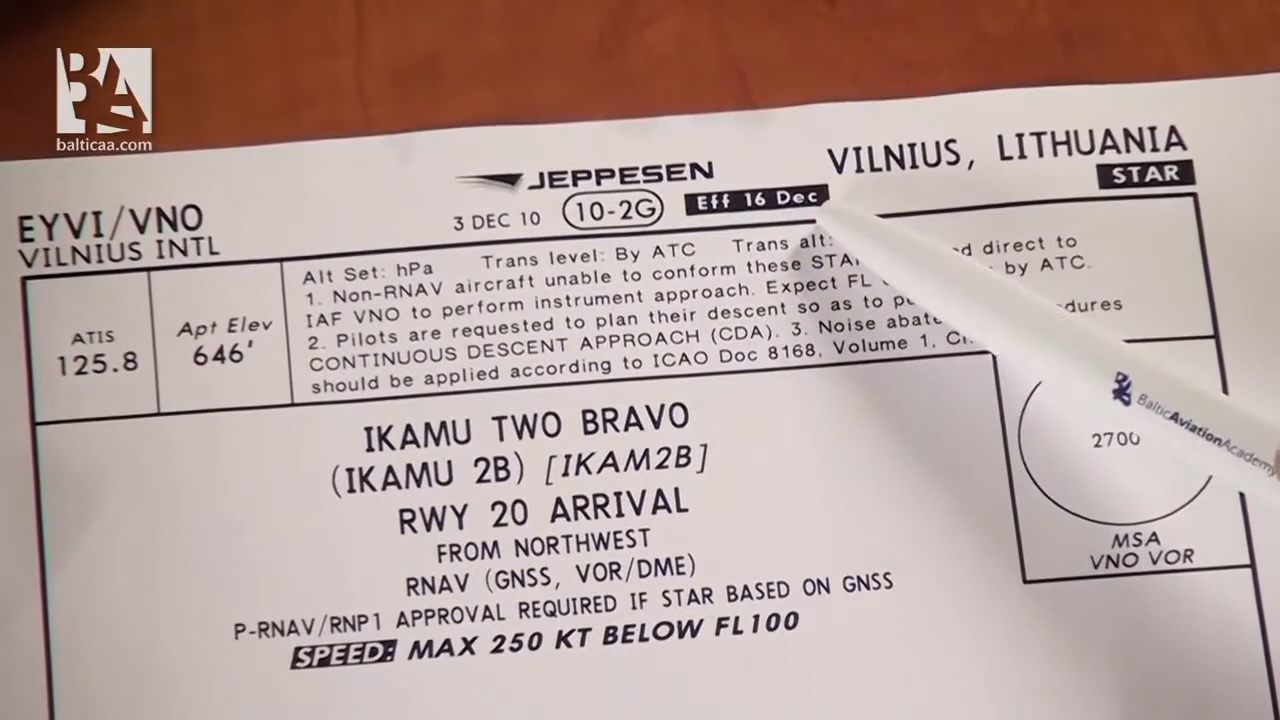 BA
balticaa.com
JEPPESEN
VILNIUS, LITHUANIA
EYVI/VNO
3 DEC 10
10-2G
Eff 16 Dec
STAR
VILNIUS INTL
ATIS
125.8
Apt Elev
646'
Alt Set: hPa Trans level: By ATC Trans alt:
1. Non-RNAV aircraft unable to conform these direct to
IAF VNO to perform instrument approach. Expect FL by ATC.
2. Pilots are requested to plan their descent so as to
CONTINUOUS DESCENT APPROACH (CDA). 3. Noise
should be applied according to ICAO Doc 8168, Volume 1,
IKAMU TWO BRAVO
(IKAMU 2B) [IKAM2B]
RWY 20 ARRIVAL
FROM NORTHWEST
RNAV (GNSS, VOR/DME)
P-RNAV/RNP1 APPROVAL REQUIRED IF STAR BASED ON GNSS
SPEED: MAX 250 KT BELOW FL100
2700
MSA
VNO VOR
BalticAviationAcademy